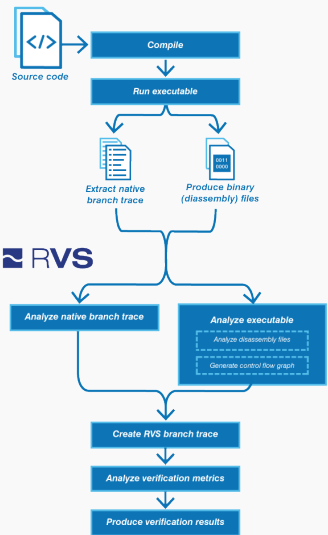 </>
Source code
Compile
Run executable
Extract native
branch trace
0011
0000
Produce binary
(diassembly) files
RVS
Analyze native branch trace
Analyze executable
Analyze disassembly files
Generate control flow graph
Create RVS branch trace
Analyze verification metrics
Produce verification results